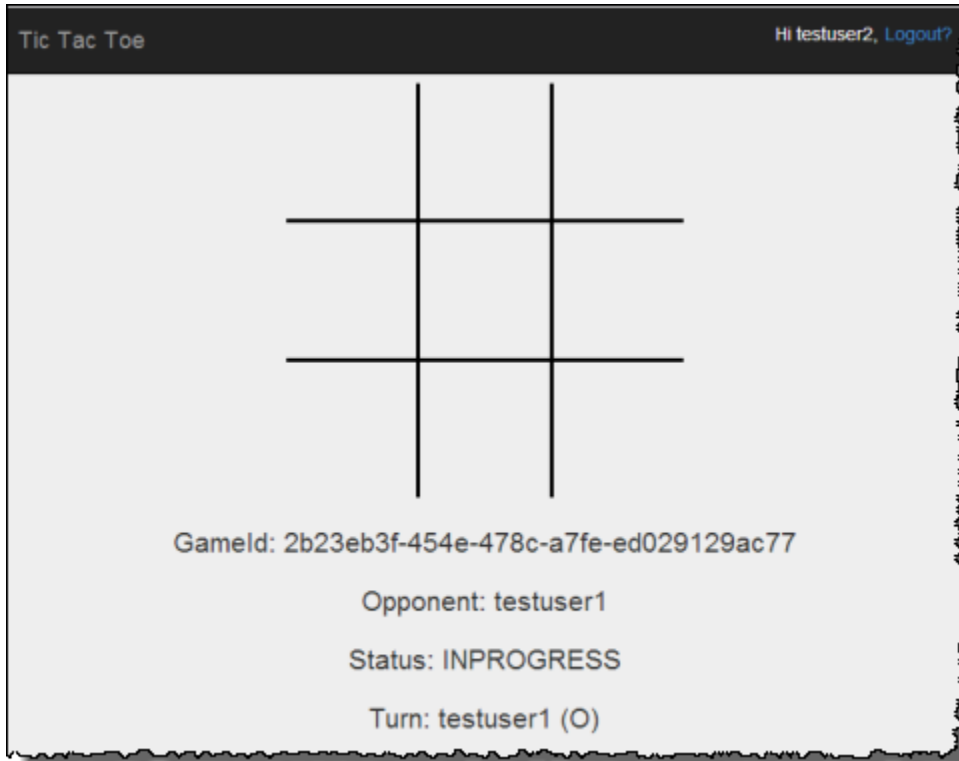 Tic Tac Toe
Hi testuser2, Logout?
GameId: 2b23eb3f-454e-478c-a7fe-ed029129ac77
Opponent: testuser1
Status: INPROGRESS
Turn: testuser1 (O)